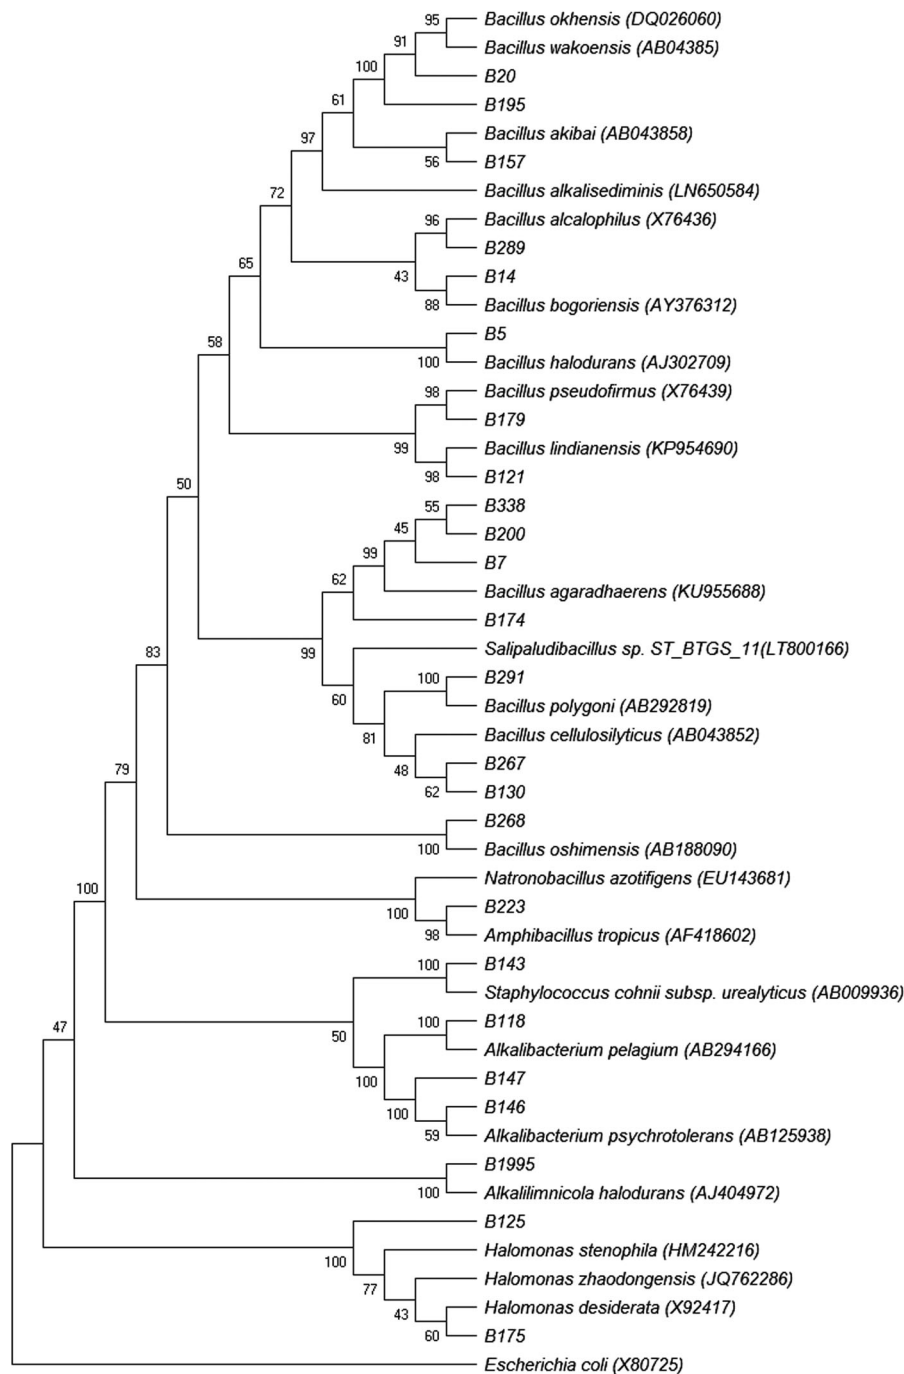 95 Bacillus okhensis (DQ026060)
Bacillus wakoensis (AB04385)
91
B20
100
B195
61
Bacillus akibai (AB043858)
97
56 B157
Bacillus alkalisediminis (LN650584)
72
96 Bacillus alcalophilus (X76436)
B289
65
43 B14
88 Bacillus bogoriensis (AY376312)
B5
58
100 Bacillus halodurans (AJ302709)
98 Bacillus pseudofirmus (X76439)
B179
99 Bacillus lindianensis (KP954690)
98 B121
50
55 B338
45 B200
99 B7
62 Bacillus agaradhaerens (KU955688)
B174
83 99 Salipaludibacillus sp. ST_BTGS_11(LT800166)
100 B291
60 Bacillus polygoni (AB292819)
81 Bacillus cellulosilyticus (AB043852)
79 48 B267
62 B130
B268
100 Bacillus oshimensis (AB188090)
Natronobacillus azotifigens (EU143681)
100
100 B223
98 Amphibacillus tropicus (AF418602)
100 B143
Staphylococcus cohnii subsp. urealyticus (AB009936)
47 50 100 B118
Alkalibacterium pelagium (AB294166)
100 B147
100 B146
59 Alkalibacterium psychrotolerans (AB125938)
B1995
100 Alkalilimnicola halodurans (AJ404972)
B125
100 Halomonas stenophila (HM242216)
77 Halomonas zhaodongensis (JQ762286)
43 Halomonas desiderata (X92417)
60 B175
Escherichia coli (X80725)